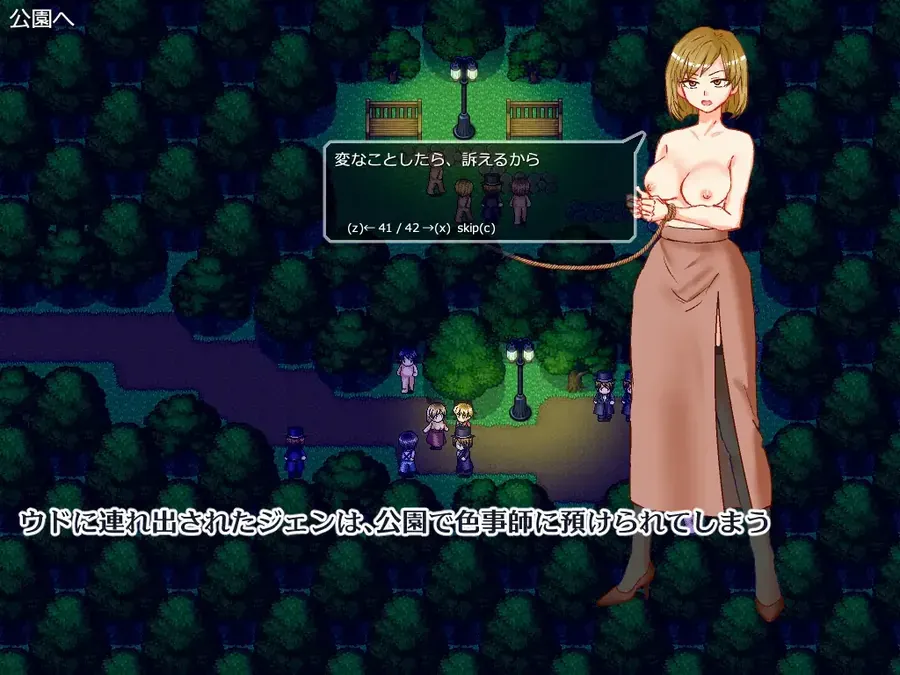 公園へ
変なことしたら、訴えるから
(z)← 41 / 42 →(x) skip(c)
ウドに連れ出されたジェンは、公園で色事師に預けられてしまう